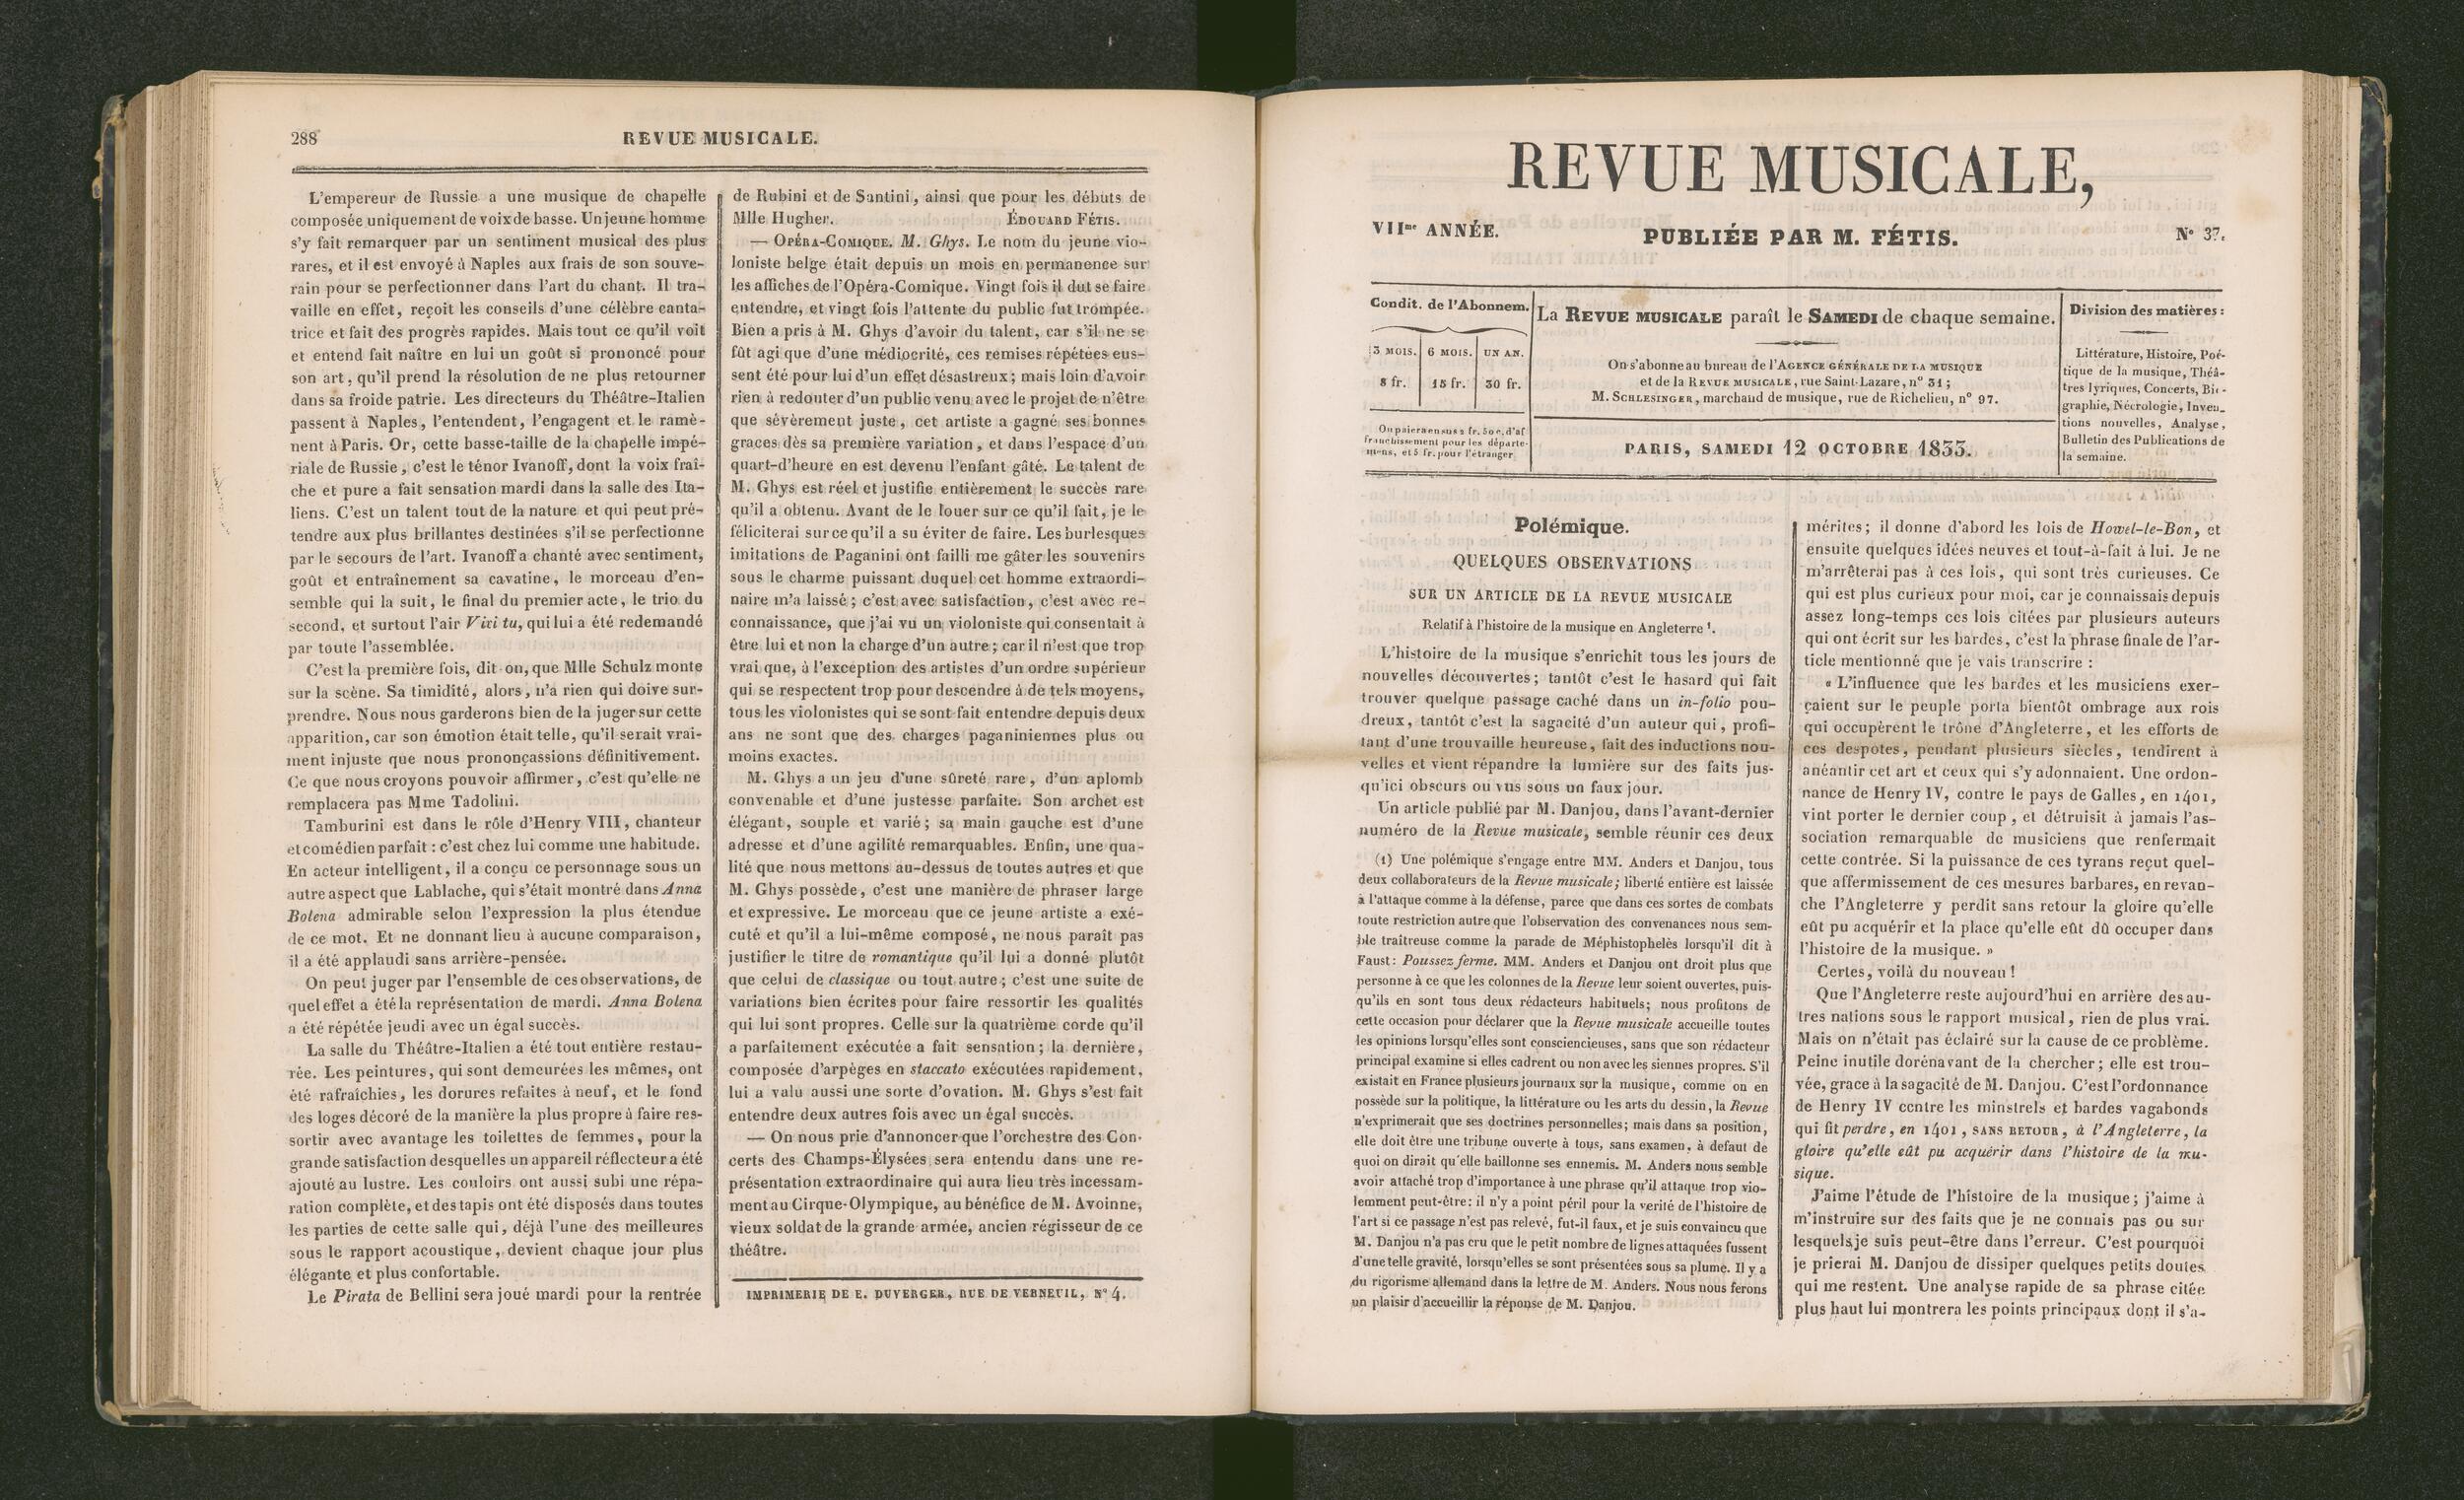 288
REVUE MUSICALE.
L'empereur de Russie a une musique de chapelle
composée uniquement de voix de basse. Un jeune homme
s'y fait remarquer par un sentiment musical des plus
rares, et il est envoyé à Naples aux frais de son souve-
rain pour se perfectionner dans l'art du chant. Il tra-
vaille en effet, reçoit les conseils d'une célèbre canta-
trice et fait des progrès rapides. Mais tout ce qu'il voit
et entend fait naître en lui un goût si prononcé pour
son art, qu'il prend la résolution de ne plus retourner
dans sa froide patrie. Les directeurs du Théâtre-Italien
passent à Naples, l'entendent, l'engagent et le ramè-
nent à Paris. Or, cette basse-taille de la chapelle impé-
riale de Russie, c'est le ténor Ivanoff, dont la voix fraî-
che et pure a fait sensation mardi dans la salle des Ita-
liens. C'est un talent tout de la nature et qui peut pré-
tendre aux plus brillantes destinées s'il se perfectionne
par le secours de l'art. Ivanoff a chanté avec sentiment,
goût et entraînement sa cavatine, le morceau d'en-
semble qui la suit, le final du premier acte, le trio du
second, et surtout l'air Vivi tu, qui lui a été redemandé
par toute l'assemblée.
C'est la première fois, dit-on, que Mlle Schulz monte
sur la scène. Sa timidité, alors, n'a rien qui doive sur-
prendre. Nous nous garderons bien de la juger sur cette
apparition, car son émotion était telle, qu'il serait vrai-
ment injuste que nous prononçassions définitivement.
Ce que nous croyons pouvoir affirmer, c'est qu'elle ne
remplacera pas Mme Tadolini.
Tamburini est dans le rôle d'Henry VIII, chanteur
et comédien parfait : c'est chez lui comme une habitude.
En acteur intelligent, il a conçu ce personnage sous un
autre aspect que Lablache, qui s'était montré dans Anna
Bolena admirable selon l'expression la plus étendue
de ce mot. Et ne donnant lieu à aucune comparaison,
il a été applaudi sans arrière-pensée.
On peut juger par l'ensemble de ces observations, de
quel effet a été la représentation de mardi. Anna Bolena
a été répétée jeudi avec un égal succès.
La salle du Théâtre-Italien a été tout entière restau-
rée. Les peintures, qui sont demeurées les mêmes, ont
été rafraîchies, les dorures refaites à neuf, et le fond
des loges décoré de la manière la plus propre à faire res-
sortir avec avantage les toilettes de femmes, pour la
grande satisfaction desquelles un appareil réflecteur a été
ajouté au lustre. Les couloirs ont aussi subi une répa-
ration complète, et des tapis ont été disposés dans toutes
les parties de cette salle qui, déjà l'une des meilleures
sous le rapport acoustique, devient chaque jour plus
élégante et plus confortable.
Le Pirata de Bellini sera joué mardi pour la rentrée
de Rubini et de Santini, ainsi que pour les débuts de
Mlle Hugher. ÉDOUARD FÉTIS.
— OPÉRA-COMIQUE. M. Ghys. Le nom du jeune vio-
loniste belge était depuis un mois en permanence sur
les affiches de l'Opéra-Comique. Vingt fois il dut se faire
entendre, et vingt fois l'attente du public fut trompée.
Bien a pris à M. Ghys d'avoir du talent, car s'il ne se
fût agi que d'une médiocrité, ces remises répétées eus-
sent été pour lui d'un effet désastreux; mais loin d'avoir
rien à redouter d'un public venu avec le projet de n'être
que sévèrement juste, cet artiste a gagné ses bonnes
graces dès sa première variation, et dans l'espace d'un
quart-d'heure en est devenu l'enfant gâté. Le talent de
M. Ghys est réel et justifie entièrement le succès rare
qu'il a obtenu. Avant de le louer sur ce qu'il fait, je le
féliciterai sur ce qu'il a su éviter de faire. Les burlesques
imitations de Paganini ont failli me gâter les souvenirs
sous le charme puissant duquel cet homme extraordi-
naire m'a laissé; c'est avec satisfaction, c'est avec re-
connaissance, que j'ai vu un violoniste qui consentait à
être lui et non la charge d'un autre; car il n'est que trop
vrai que, à l'exception des artistes d'un ordre supérieur
qui se respectent trop pour descendre à de tels moyens,
tous les violonistes qui se sont fait entendre depuis deux
ans ne sont que des charges paganiniennes plus ou
moins exactes.
M. Ghys a un jeu d'une sûreté rare, d'un aplomb
convenable et d'une justesse parfaite. Son archet est
élégant, souple et varié; sa main gauche est d'une
adresse et d'une agilité remarquables. Enfin, une qua-
lité que nous mettons au-dessus de toutes autres et que
M. Ghys possède, c'est une manière de phraser large
et expressive. Le morceau que ce jeune artiste a exé-
cuté et qu'il a lui-même composé, ne nous paraît pas
justifier le titre de romantique qu'il lui a donné plutôt
que celui de classique ou tout autre; c'est une suite de
variations bien écrites pour faire ressortir les qualités
qui lui sont propres. Celle sur la quatrième corde qu'il
a parfaitement exécutée a fait sensation; la dernière,
composée d'arpèges en staccato exécutées rapidement,
lui a valu aussi une sorte d'ovation. M. Ghys s'est fait
entendre deux autres fois avec un égal succès.
— On nous prie d'annoncer que l'orchestre des Con-
certs des Champs-Élysées sera entendu dans une re-
présentation extraordinaire qui aura lieu très incessam-
ment au Cirque-Olympique, au bénéfice de M. Avoinne,
vieux soldat de la grande armée, ancien régisseur de ce
théâtre.
IMPRIMERIE DE E. DUVERGER, RUE DE VERNEUIL, N° 4.
REVUE MUSICALE,
VIIme ANNÉE.
PUBLIÉE PAR M. FÉTIS.
N° 37.
Condit. de l'Abonnem.
3 MOIS. 6 MOIS. UN AN.
8 fr. 15 fr. 30 fr.
On paiera en sus 2 fr. 50 c. d'af
franchissement pour les départe-
mens, et 5 fr. pour l'étranger
La REVUE MUSICALE paraît le SAMEDI de chaque semaine.
On s'abonne au bureau de l'AGENCE GÉNÉRALE DE LA MUSIQUE
et de la REVUE MUSICALE, rue Saint-Lazare, n° 31;
M. SCHLESINGER, marchand de musique, rue de Richelieu, n° 97.
PARIS, SAMEDI 12 OCTOBRE 1833.
Division des matières :
Littérature, Histoire, Poé-
tique de la musique, Théâ-
tres lyriques, Concerts, Bio-
graphie, Nécrologie, Inven-
tions nouvelles, Analyse,
Bulletin des Publications de
la semaine.
Polémique.
QUELQUES OBSERVATIONS
SUR UN ARTICLE DE LA REVUE MUSICALE
Relatif à l'histoire de la musique en Angleterre ¹.
L'histoire de la musique s'enrichit tous les jours de
nouvelles découvertes; tantôt c'est le hasard qui fait
trouver quelque passage caché dans un in-folio pou-
dreux, tantôt c'est la sagacité d'un auteur qui, profi-
tant d'une trouvaille heureuse, fait des inductions nou-
velles et vient répandre la lumière sur des faits jus-
qu'ici obscurs ou vus sous un faux jour.
Un article publié par M. Danjou, dans l'avant-dernier
numéro de la Revue musicale, semble réunir ces deux
(1) Une polémique s'engage entre MM. Anders et Danjou, tous
deux collaborateurs de la Revue musicale; liberté entière est laissée
à l'attaque comme à la défense, parce que dans ces sortes de combats
toute restriction autre que l'observation des convenances nous sem-
ble traîtreuse comme la parade de Méphistophelès lorsqu'il dit à
Faust: Poussez ferme. MM. Anders et Danjou ont droit plus que
personne à ce que les colonnes de la Revue leur soient ouvertes, puis-
qu'ils en sont tous deux rédacteurs habituels; nous profitons de
cette occasion pour déclarer que la Revue musicale accueille toutes
les opinions lorsqu'elles sont consciencieuses, sans que son rédacteur
principal examine si elles cadrent ou non avec les siennes propres. S'il
existait en France plusieurs journaux sur la musique, comme on en
possède sur la politique, la littérature ou les arts du dessin, la Revue
n'exprimerait que ses doctrines personnelles; mais dans sa position,
elle doit être une tribune ouverte à tous, sans examen, à defaut de
quoi on dirait qu'elle baillonne ses ennemis. M. Anders nous semble
avoir attaché trop d'importance à une phrase qu'il attaque trop vio-
lemment peut-être: il n'y a point péril pour la verité de l'histoire de
l'art si ce passage n'est pas relevé, fut-il faux, et je suis convaincu que
M. Danjou n'a pas cru que le petit nombre de lignes attaquées fussent
d'une telle gravité, lorsqu'elles se sont présentées sous sa plume. Il y a
du rigorisme allemand dans la lettre de M. Anders. Nous nous ferons
un plaisir d'accueillir la réponse de M. Danjou.
mérites; il donne d'abord les lois de Howel-le-Bon, et
ensuite quelques idées neuves et tout-à-fait à lui. Je ne
m'arrêterai pas à ces lois, qui sont très curieuses. Ce
qui est plus curieux pour moi, car je connaissais depuis
assez long-temps ces lois citées par plusieurs auteurs
qui ont écrit sur les bardes, c'est la phrase finale de l'ar-
ticle mentionné que je vais transcrire :
« L'influence que les bardes et les musiciens exer-
çaient sur le peuple porta bientôt ombrage aux rois
qui occupèrent le trône d'Angleterre, et les efforts de
ces despotes, pendant plusieurs siècles, tendirent à
anéantir cet art et ceux qui s'y adonnaient. Une ordon-
nance de Henry IV, contre le pays de Galles, en 1401,
vint porter le dernier coup, et détruisit à jamais l'as-
sociation remarquable de musiciens que renfermait
cette contrée. Si la puissance de ces tyrans reçut quel-
que affermissement de ces mesures barbares, en revan-
che l'Angleterre y perdit sans retour la gloire qu'elle
eût pu acquérir et la place qu'elle eût dû occuper dans
l'histoire de la musique. »
Certes, voilà du nouveau !
Que l'Angleterre reste aujourd'hui en arrière des au-
tres nations sous le rapport musical, rien de plus vrai.
Mais on n'était pas éclairé sur la cause de ce problème.
Peine inutile dorénavant de la chercher; elle est trou-
vée, grace à la sagacité de M. Danjou. C'est l'ordonnance
de Henry IV contre les minstrels et bardes vagabonds
qui fit perdre, en 1401, SANS RETOUR, à l'Angleterre, la
gloire qu'elle eût pu acquérir dans l'histoire de la mu-
sique.
J'aime l'étude de l'histoire de la musique; j'aime à
m'instruire sur des faits que je ne connais pas ou sur
lesquels je suis peut-être dans l'erreur. C'est pourquoi
je prierai M. Danjou de dissiper quelques petits doutes
qui me restent. Une analyse rapide de sa phrase citée
plus haut lui montrera les points principaux dont il s'a-